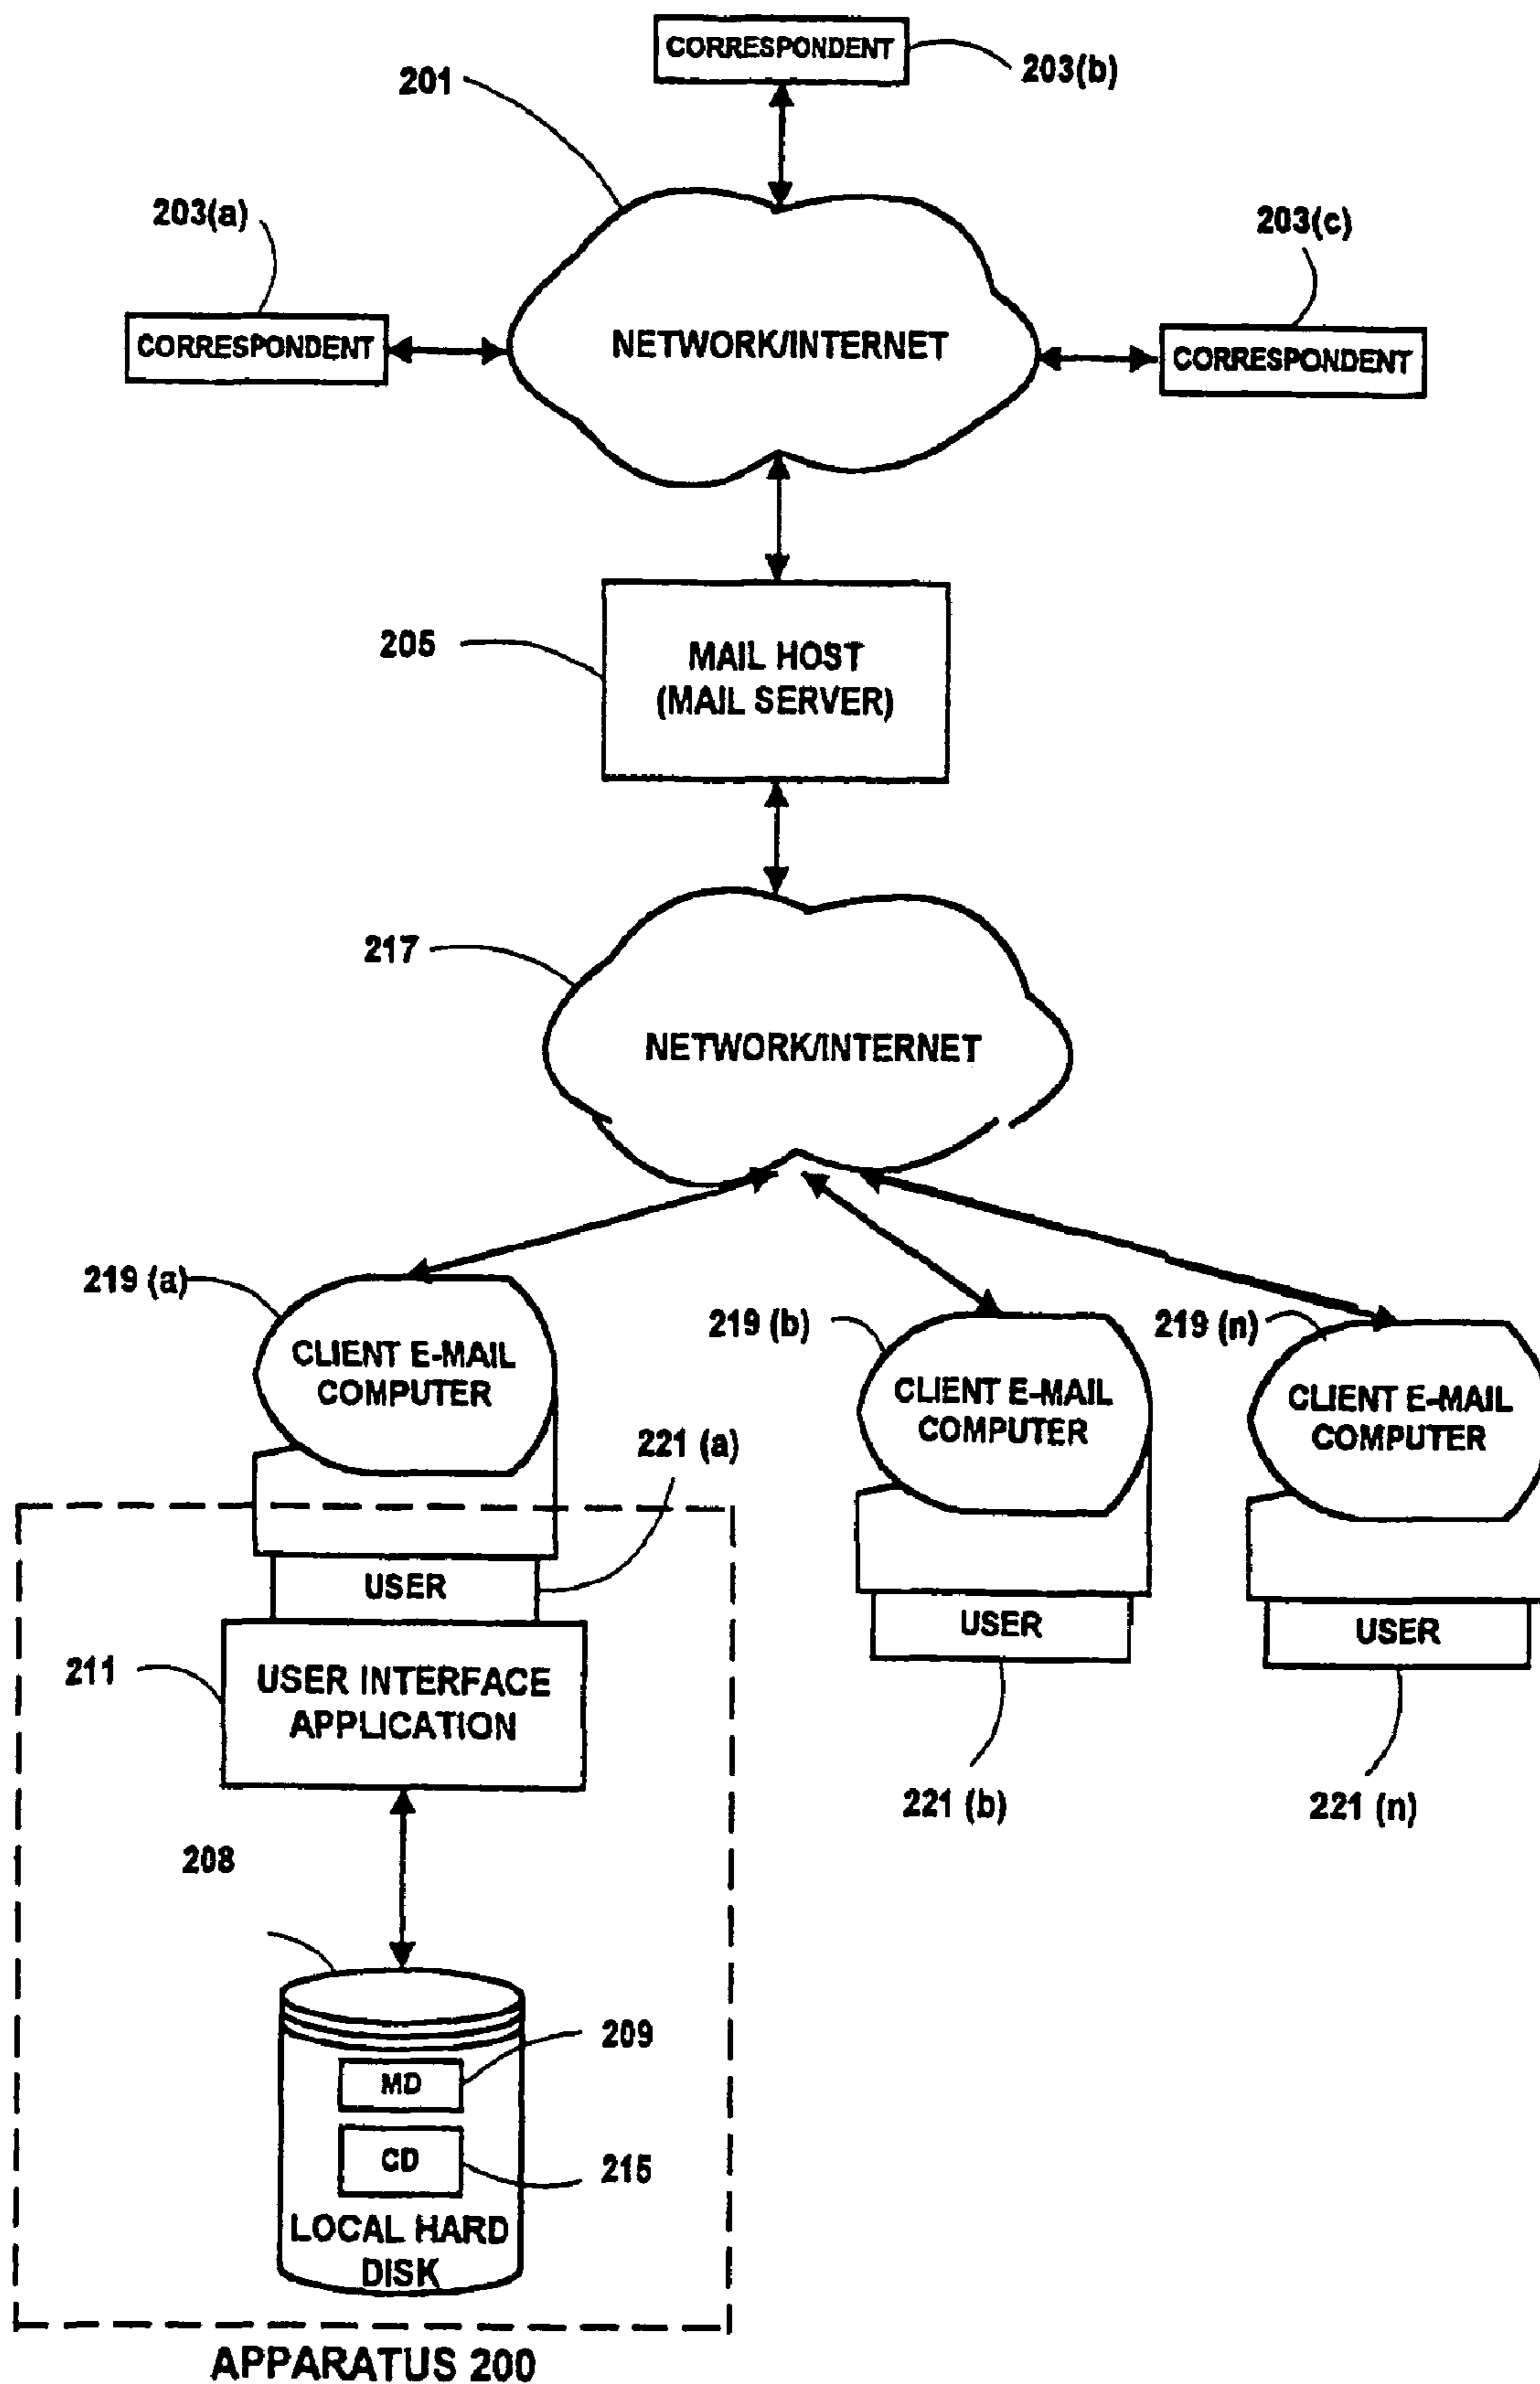 CORRESPONDENT
203(b)
201
203(a)
203(c)
CORRESPONDENT
NETWORK/INTERNET
CORRESPONDENT
205
MAIL HOST
(MAIL SERVER)
217
NETWORK/INTERNET
219 (a)
CLIENT E-MAIL
COMPUTER
219 (b)
CLIENT E-MAIL
COMPUTER
219 (n)
CLIENT E-MAIL
COMPUTER
221 (a)
USER
USER
USER
211
USER INTERFACE
APPLICATION
221 (b)
221 (n)
208
209
MD
CD
215
LOCAL HARD
DISK
APPARATUS 200